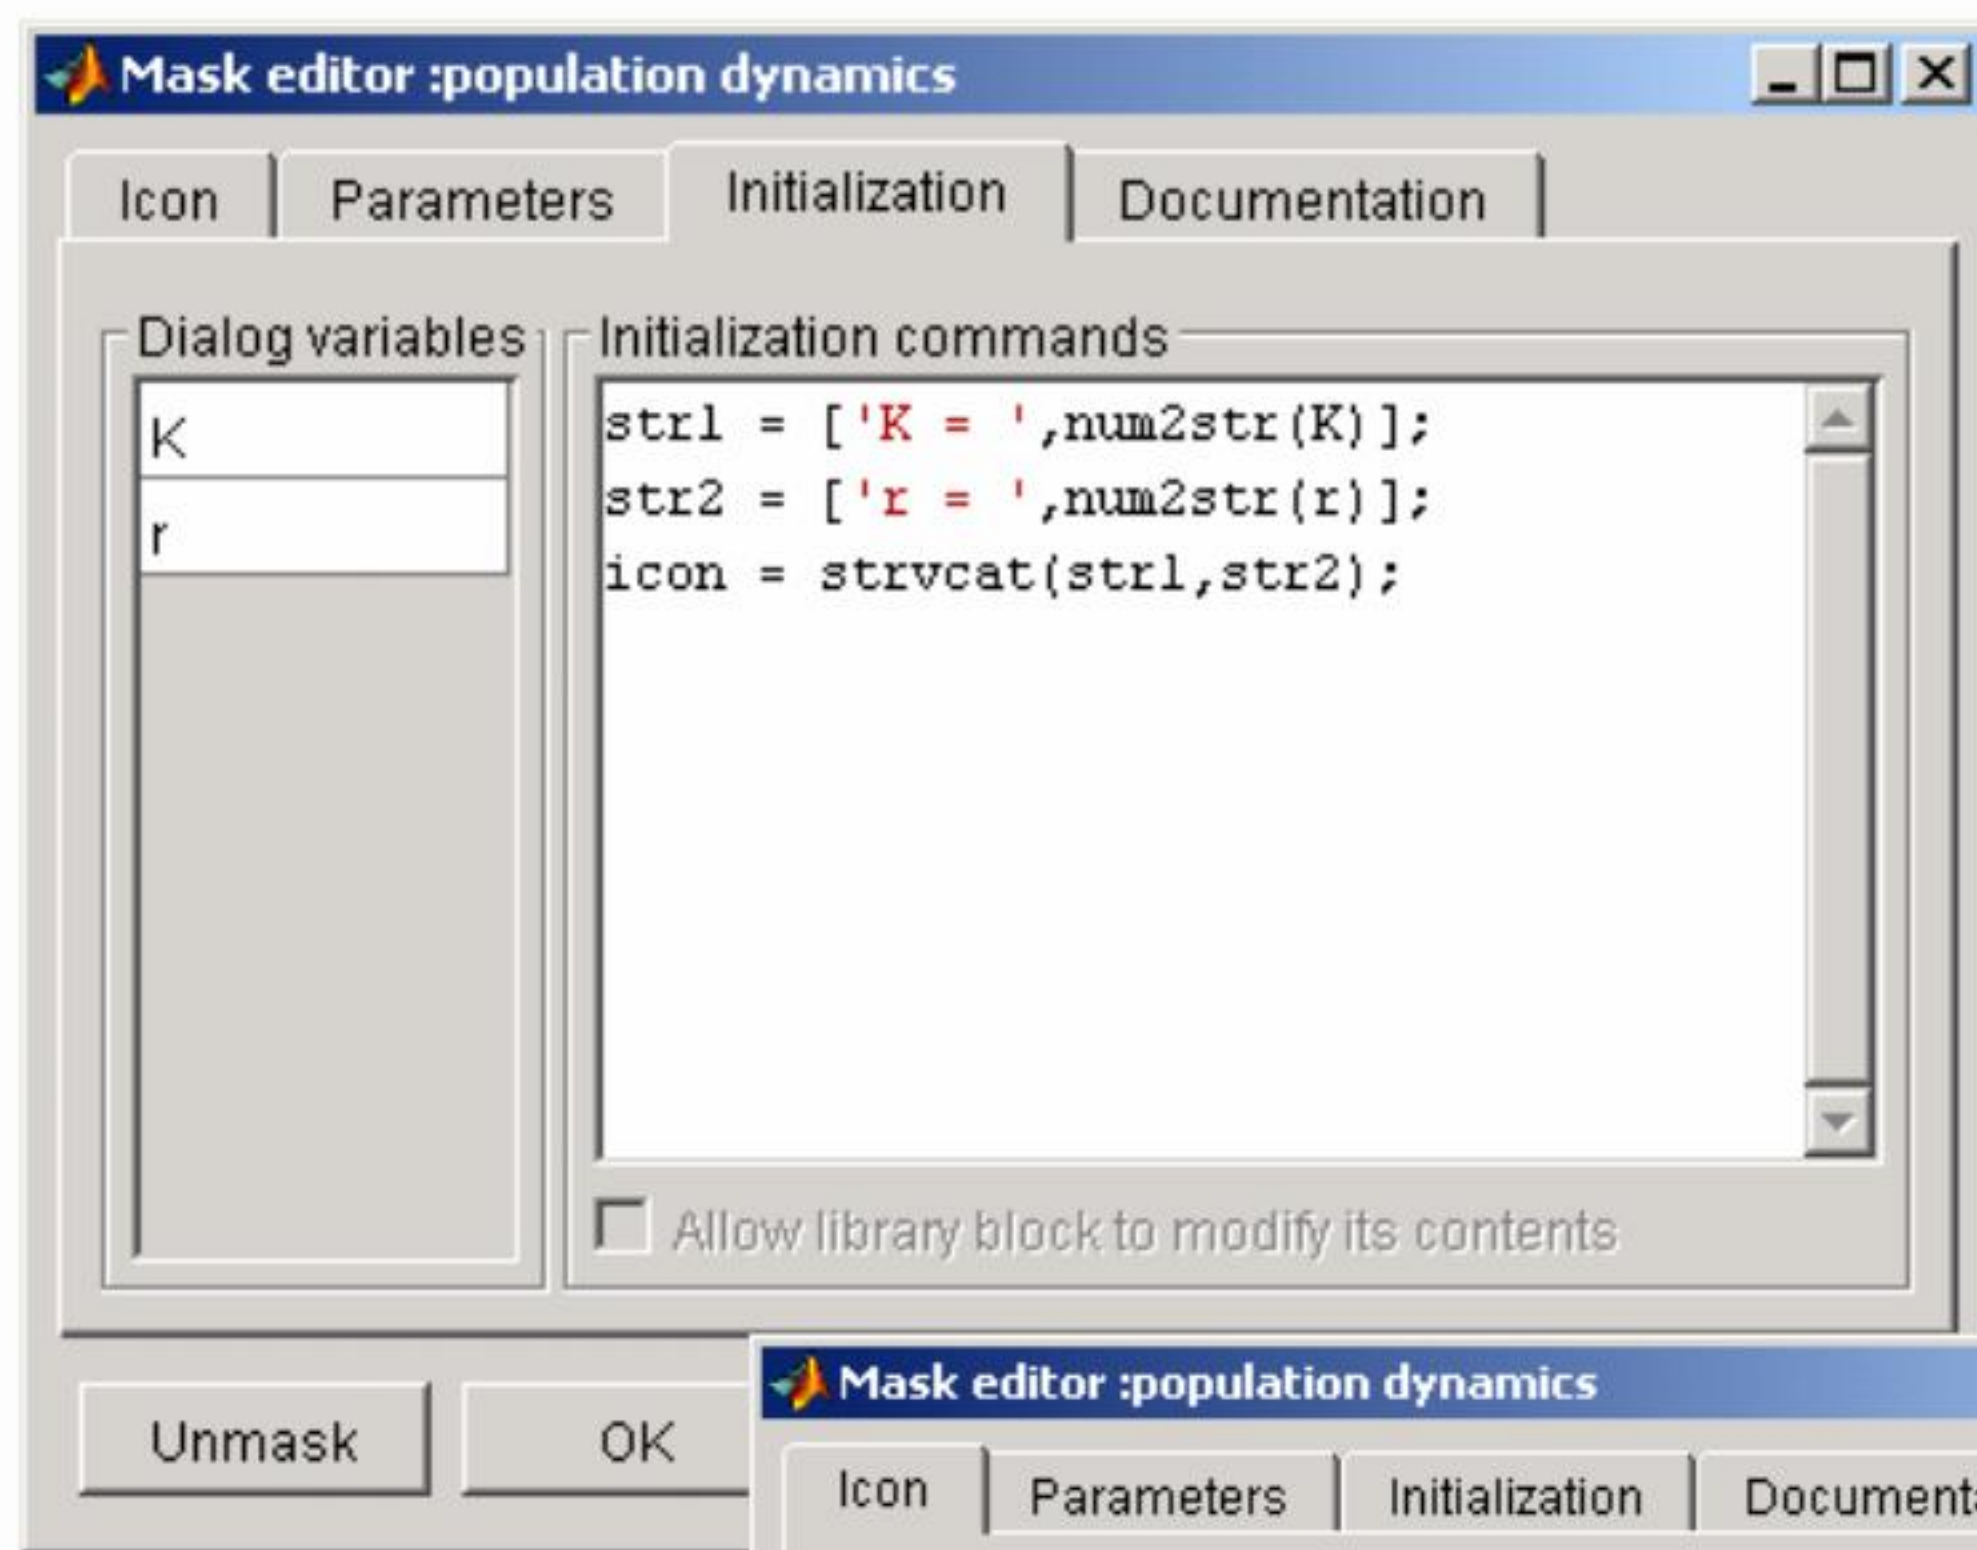 Mask editor :population dynamics
Icon Parameters Initialization Documentation
Dialog variables
K
r
Initialization commands
str1 = ['K = ',num2str(K)];
str2 = ['r = ',num2str(r)];
icon = strvcat(str1,str2);
Allow library block to modify its contents
Unmask OK
Mask editor :population dynamics
Icon Parameters Initialization Documenta